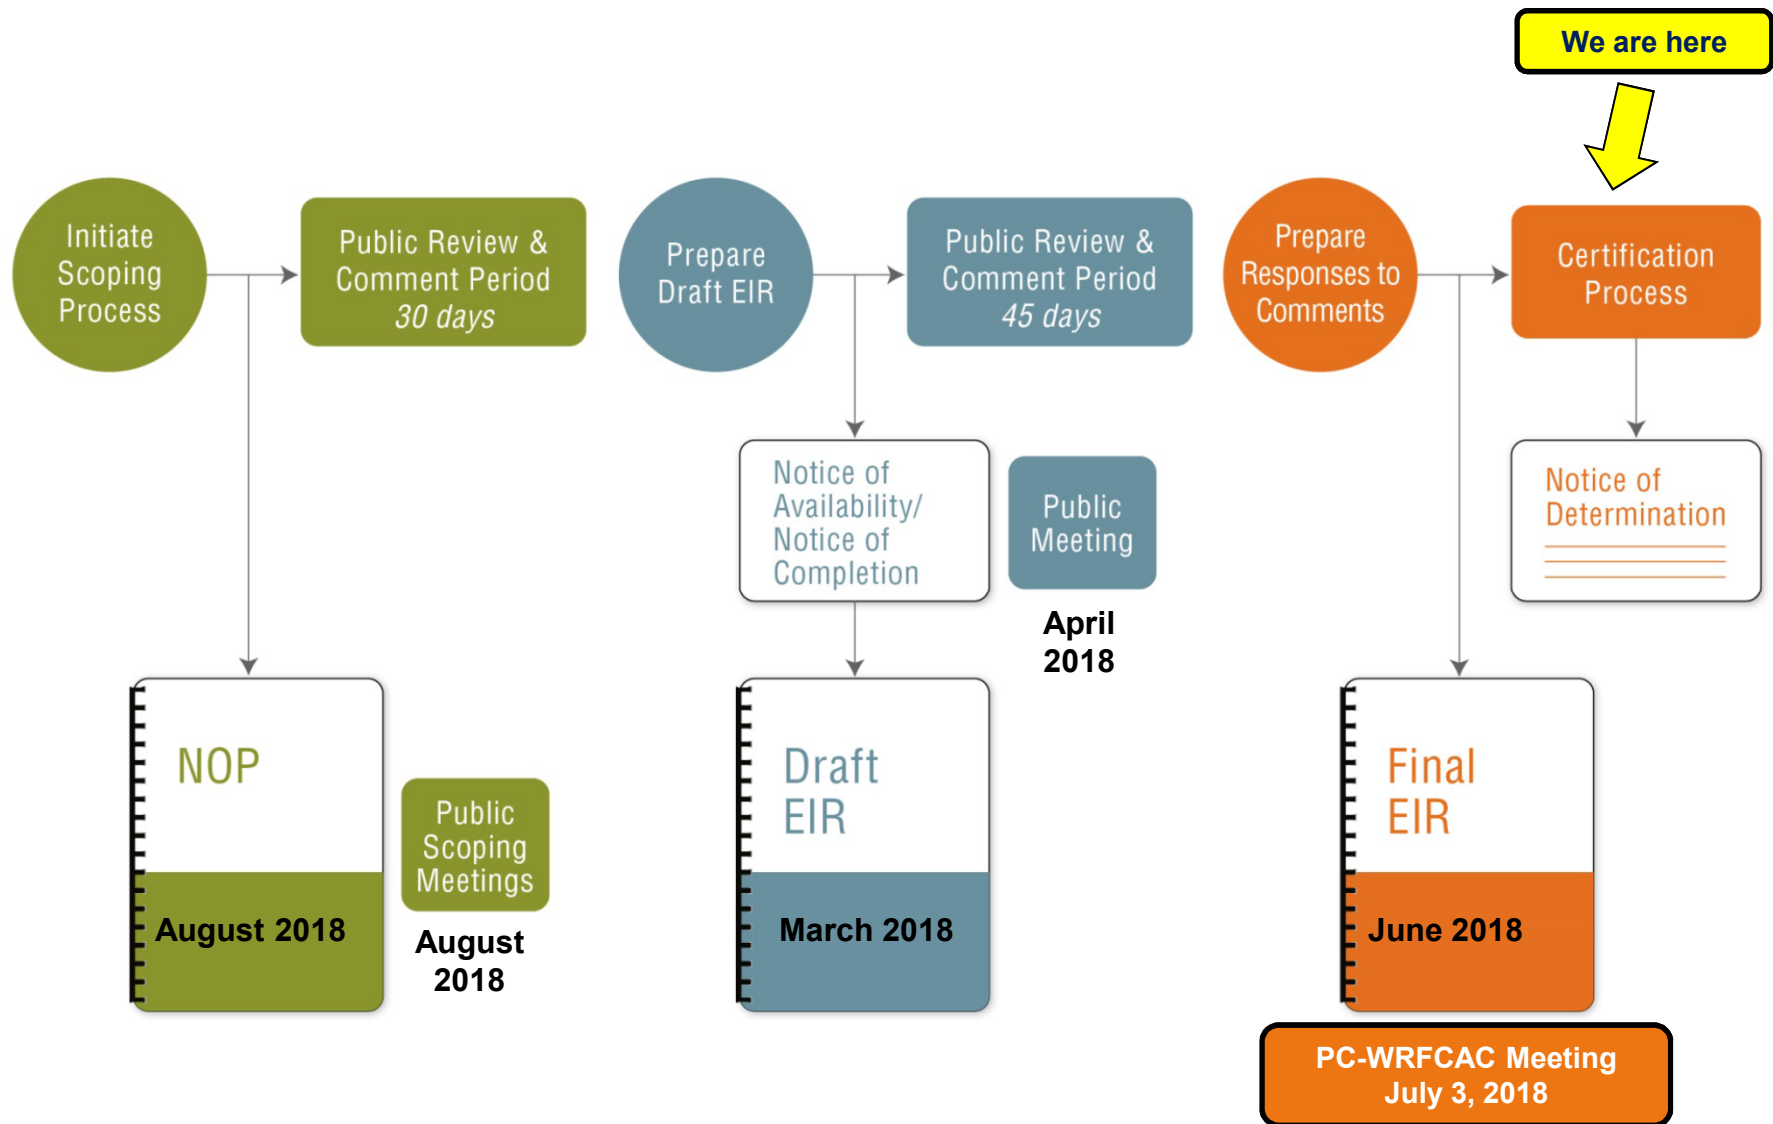 We are here
Initiate
Scoping
Process
Public Review &
Comment Period
30 days
Prepare
Draft EIR
Public Review &
Comment Period
45 days
Prepare
Responses to
Comments
Certification
Process
Notice of
Availability/
Notice of
Completion
Public
Meeting
April
2018
Notice of
Determination
NOP
August 2018
Public
Scoping
Meetings
August
2018
Draft
EIR
March 2018
Final
EIR
June 2018
PC-WRFCAC Meeting
July 3, 2018